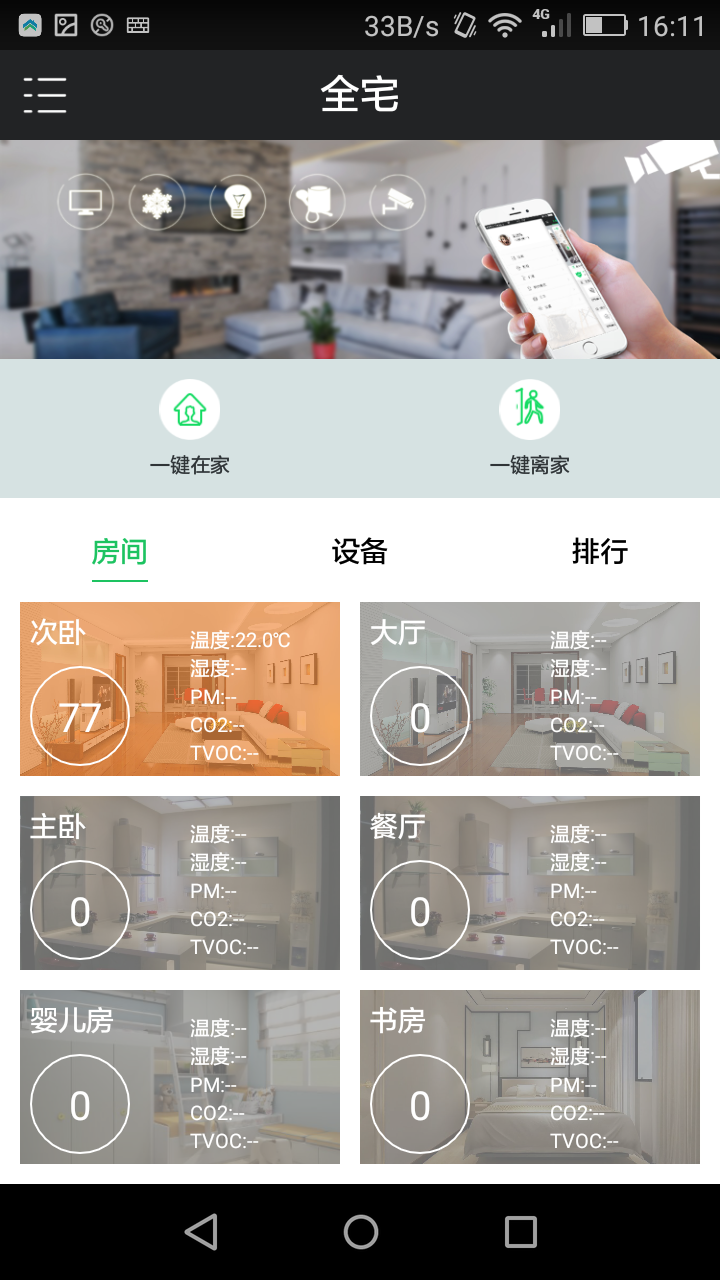 33B/s 4G 16:11
全宅
一键在家
一键离家
房间
设备
排行
次卧
77
温度:22.0℃
湿度:--
PM:--
CO2:--
TVOC:--
大厅
0
温度:--
湿度:--
PM:--
CO2:--
TVOC:--
主卧
0
温度:--
湿度:--
PM:--
CO2:--
TVOC:--
餐厅
0
温度:--
湿度:--
PM:--
CO2:--
TVOC:--
婴儿房
0
温度:--
湿度:--
PM:--
CO2:--
TVOC:--
书房
0
温度:--
湿度:--
PM:--
CO2:--
TVOC:--